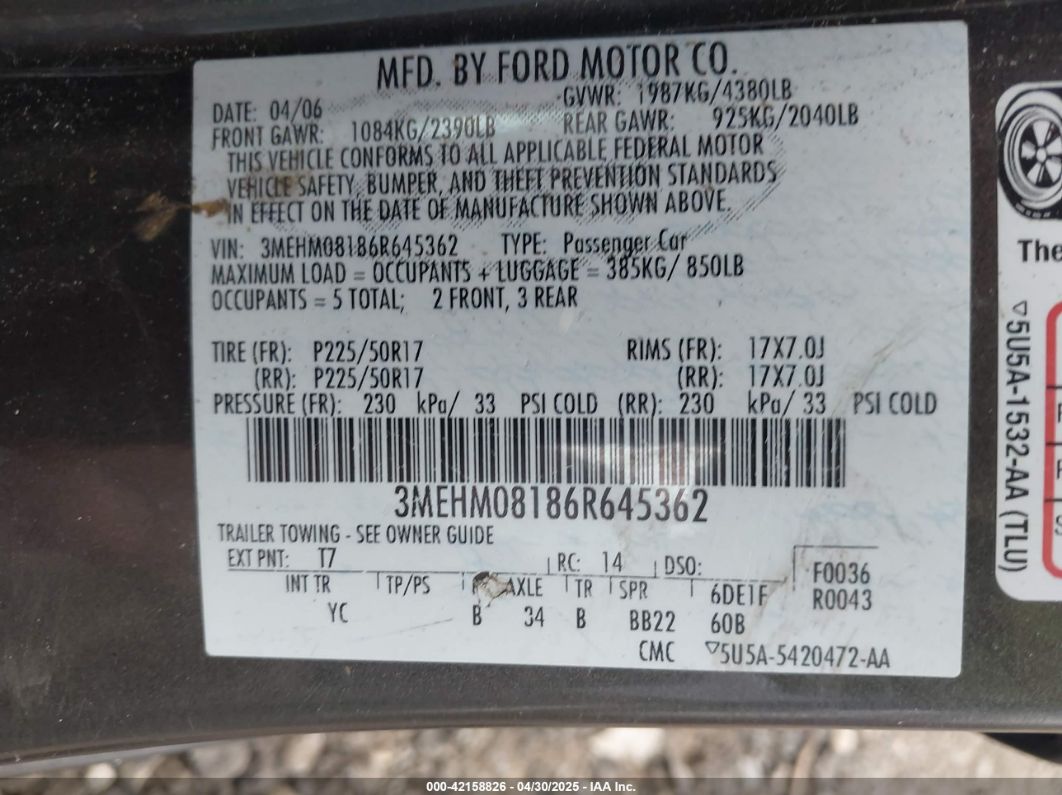 MFD. BY FORD MOTOR CO.
DATE: 04/06 GVWR: 1987KG/4380LB
FRONT GAWR: 1084KG/2390LB REAR GAWR: 925KG/2040LB
THIS VEHICLE CONFORMS TO ALL APPLICABLE FEDERAL MOTOR
VEHICLE SAFETY, BUMPER, AND THEFT PREVENTION STANDARDS
IN EFFECT ON THE DATE OF MANUFACTURE SHOWN ABOVE.
VIN: 3MEHM08186R645362 TYPE: Passenger Car
MAXIMUM LOAD = OCCUPANTS + LUGGAGE = 385KG/ 850LB
OCCUPANTS = 5 TOTAL; 2 FRONT, 3 REAR
TIRE (FR): P225/50R17 RIMS (FR): 17X7.0J
(RR): P225/50R17 (RR): 17X7.0J
PRESSURE (FR): 230 kPa/ 33 PSI COLD (RR): 230 kPa/ 33 PSI COLD
3MEHM08186R645362
TRAILER TOWING - SEE OWNER GUIDE
EXT PNT: T7 RC: 14 DSO: F0036
INT TR TP/PS AXLE TR SPR 6DE1F R0043
YC B 34 B BB22 60B
CMC ▽5U5A-5420472-AA
The
▽5U5A-1532-AA (TLU)
000-42158826 - 04/30/2025 - IAA Inc.